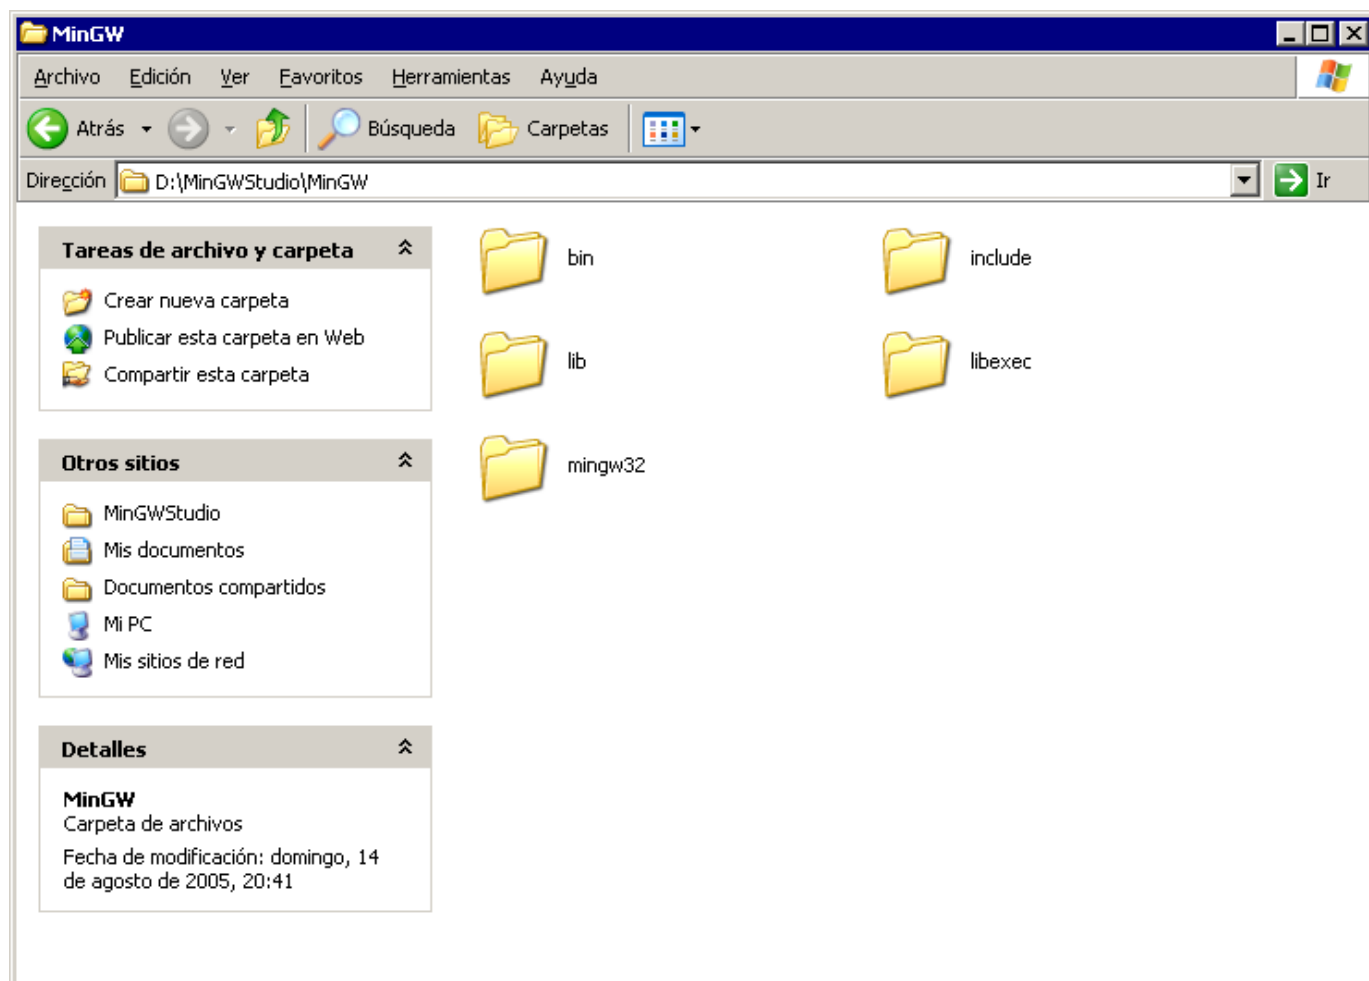 MinGW
Archivo Edición Ver Favoritos Herramientas Ayuda
Atrás Búsqueda Carpetas
Dirección D:\MinGWStudio\MinGW Ir
Tareas de archivo y carpeta
Crear nueva carpeta
Publicar esta carpeta en Web
Compartir esta carpeta
Otros sitios
MinGWStudio
Mis documentos
Documentos compartidos
Mi PC
Mis sitios de red
Detalles
MinGW
Carpeta de archivos
Fecha de modificación: domingo, 14
de agosto de 2005, 20:41
bin include
lib libexec
mingw32